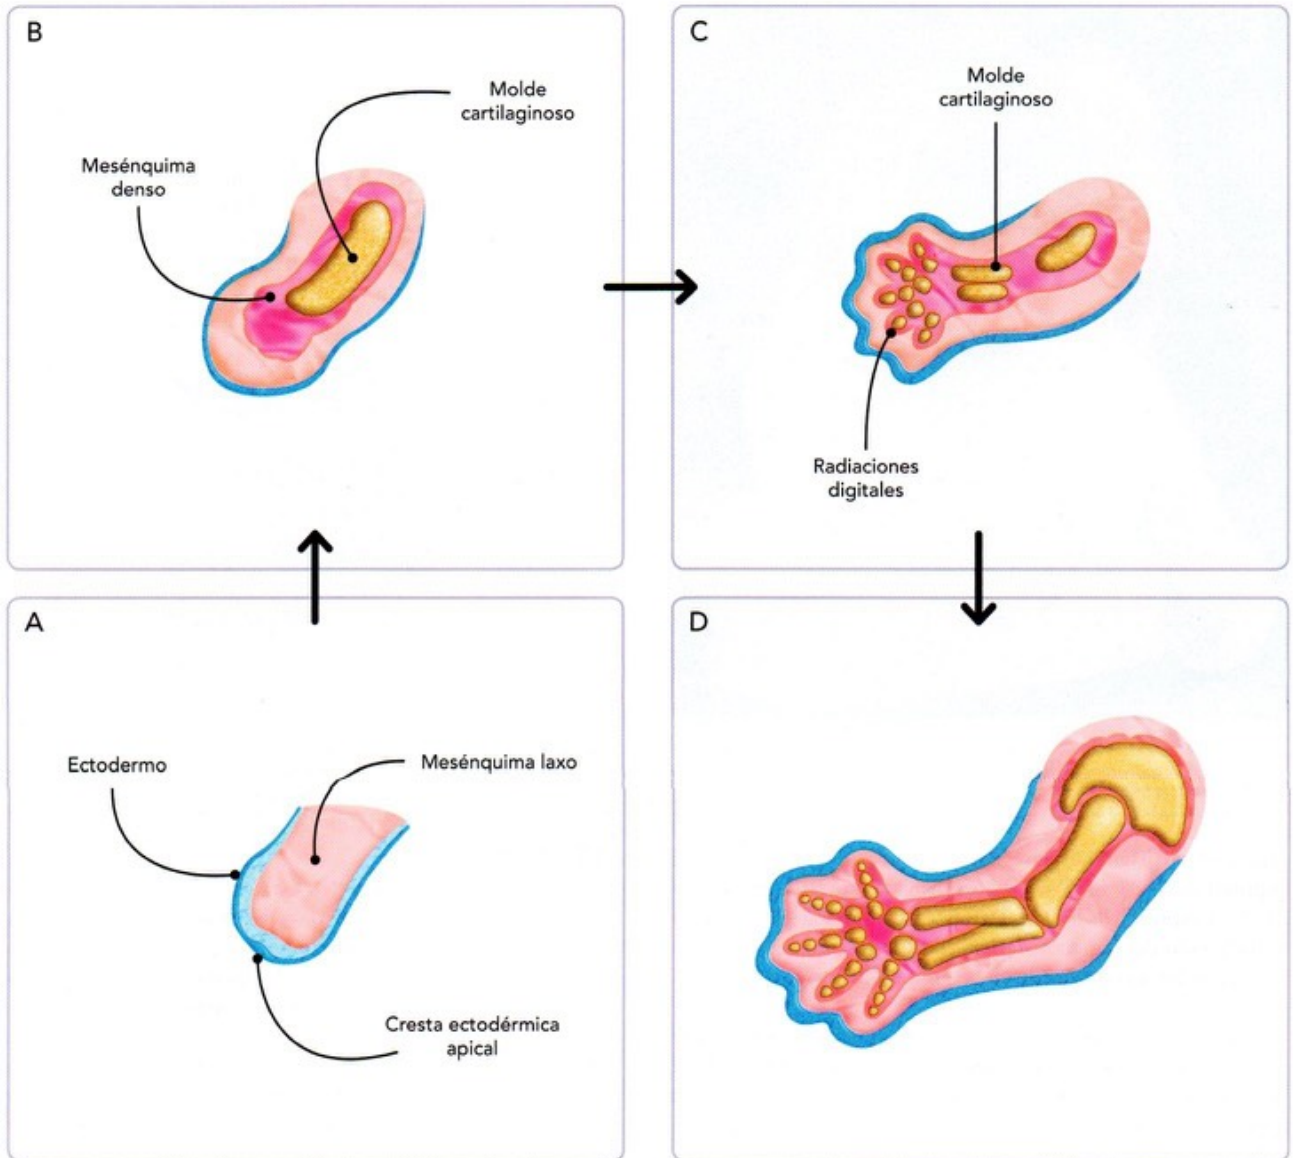 B
Molde
cartilaginoso
Mesénquima
denso
C
Molde
cartilaginoso
Radiaciones
digitales
A
Ectodermo
Mesénquima laxo
Cresta ectodérmica
apical
D